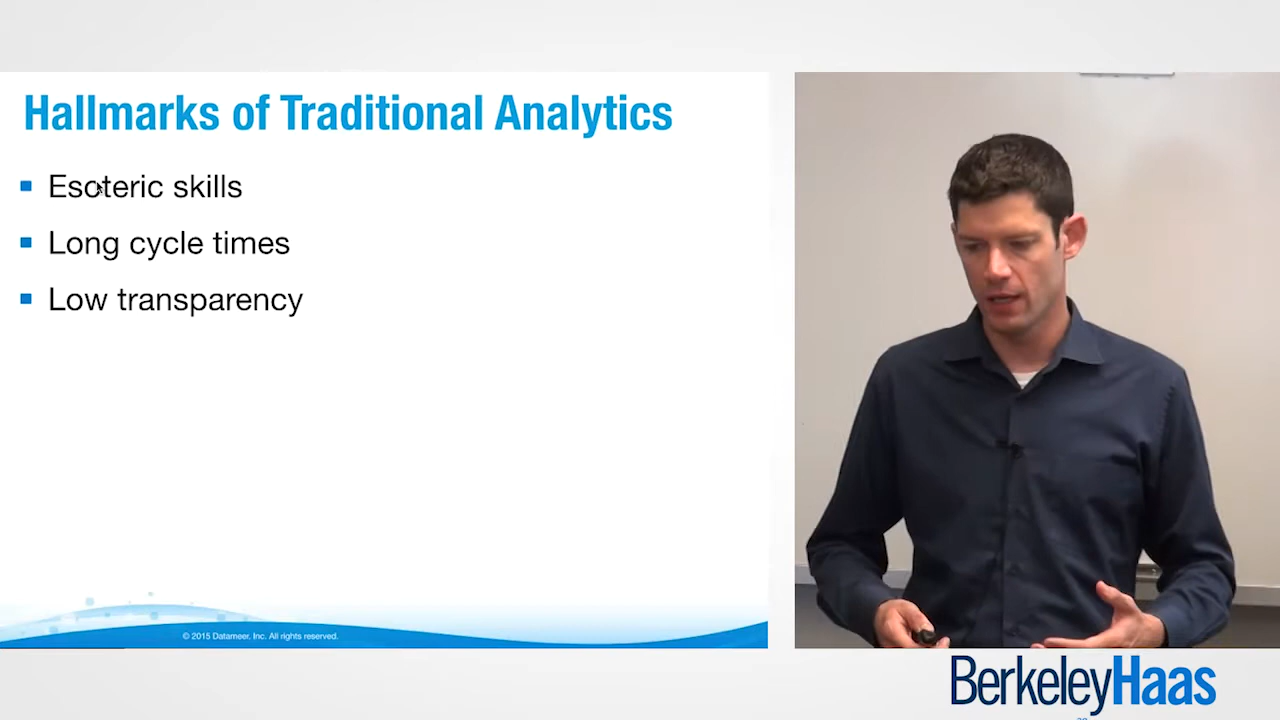 Hallmarks of Traditional Analytics
Esoteric skills
Long cycle times
Low transparency
© 2015 Datameer, Inc. All rights reserved.
BerkeleyHaas